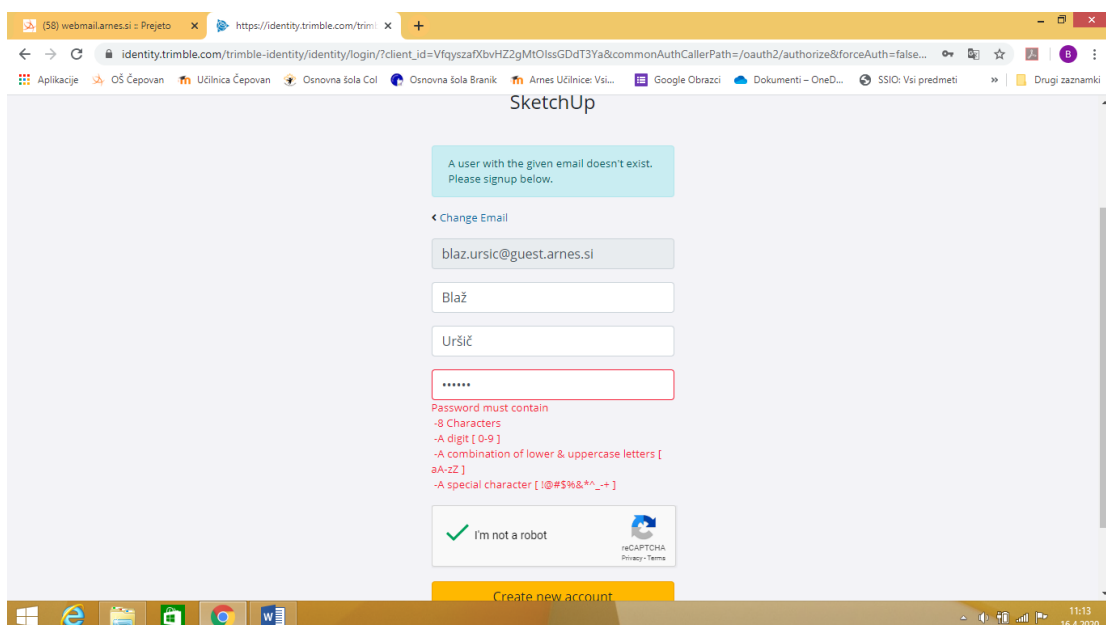 (58) webmail.arnes.si :: Prejeto
https://identity.trimble.com/trimb
identity.trimble.com/trimble-identity/identity/login/?client_id=VfqyszafXbvHZ2gMtOIssGDdT3Ya&commonAuthCallerPath=/oauth2/authorize&forceAuth=false...
B
Aplikacije OŠ Čepovan Učilnica Čepovan Osnovna šola Col Osnovna šola Branik Arnes Učilnice: Vsi... Google Obrazci Dokumenti – OneD... SSIO: Vsi predmeti » Drugi zaznamki
SketchUp
A user with the given email doesn't exist.
Please signup below.
Change Email
blaz.ursic@guest.arnes.si
Blaž
Uršič
••••••
Password must contain
-8 Characters
-A digit [ 0-9 ]
-A combination of lower & uppercase letters [
aA-zZ ]
-A special character [ !@#$%&*^_-+ ]
I'm not a robot
reCAPTCHA
Privacy - Terms
Create new account
11:13
16.4.2020